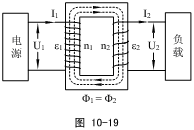 I₁ I₂
电源 U₁ ε₁ n₁ n₂ ε₂ U₂ 负载
Φ₁ = Φ₂
图 10-19